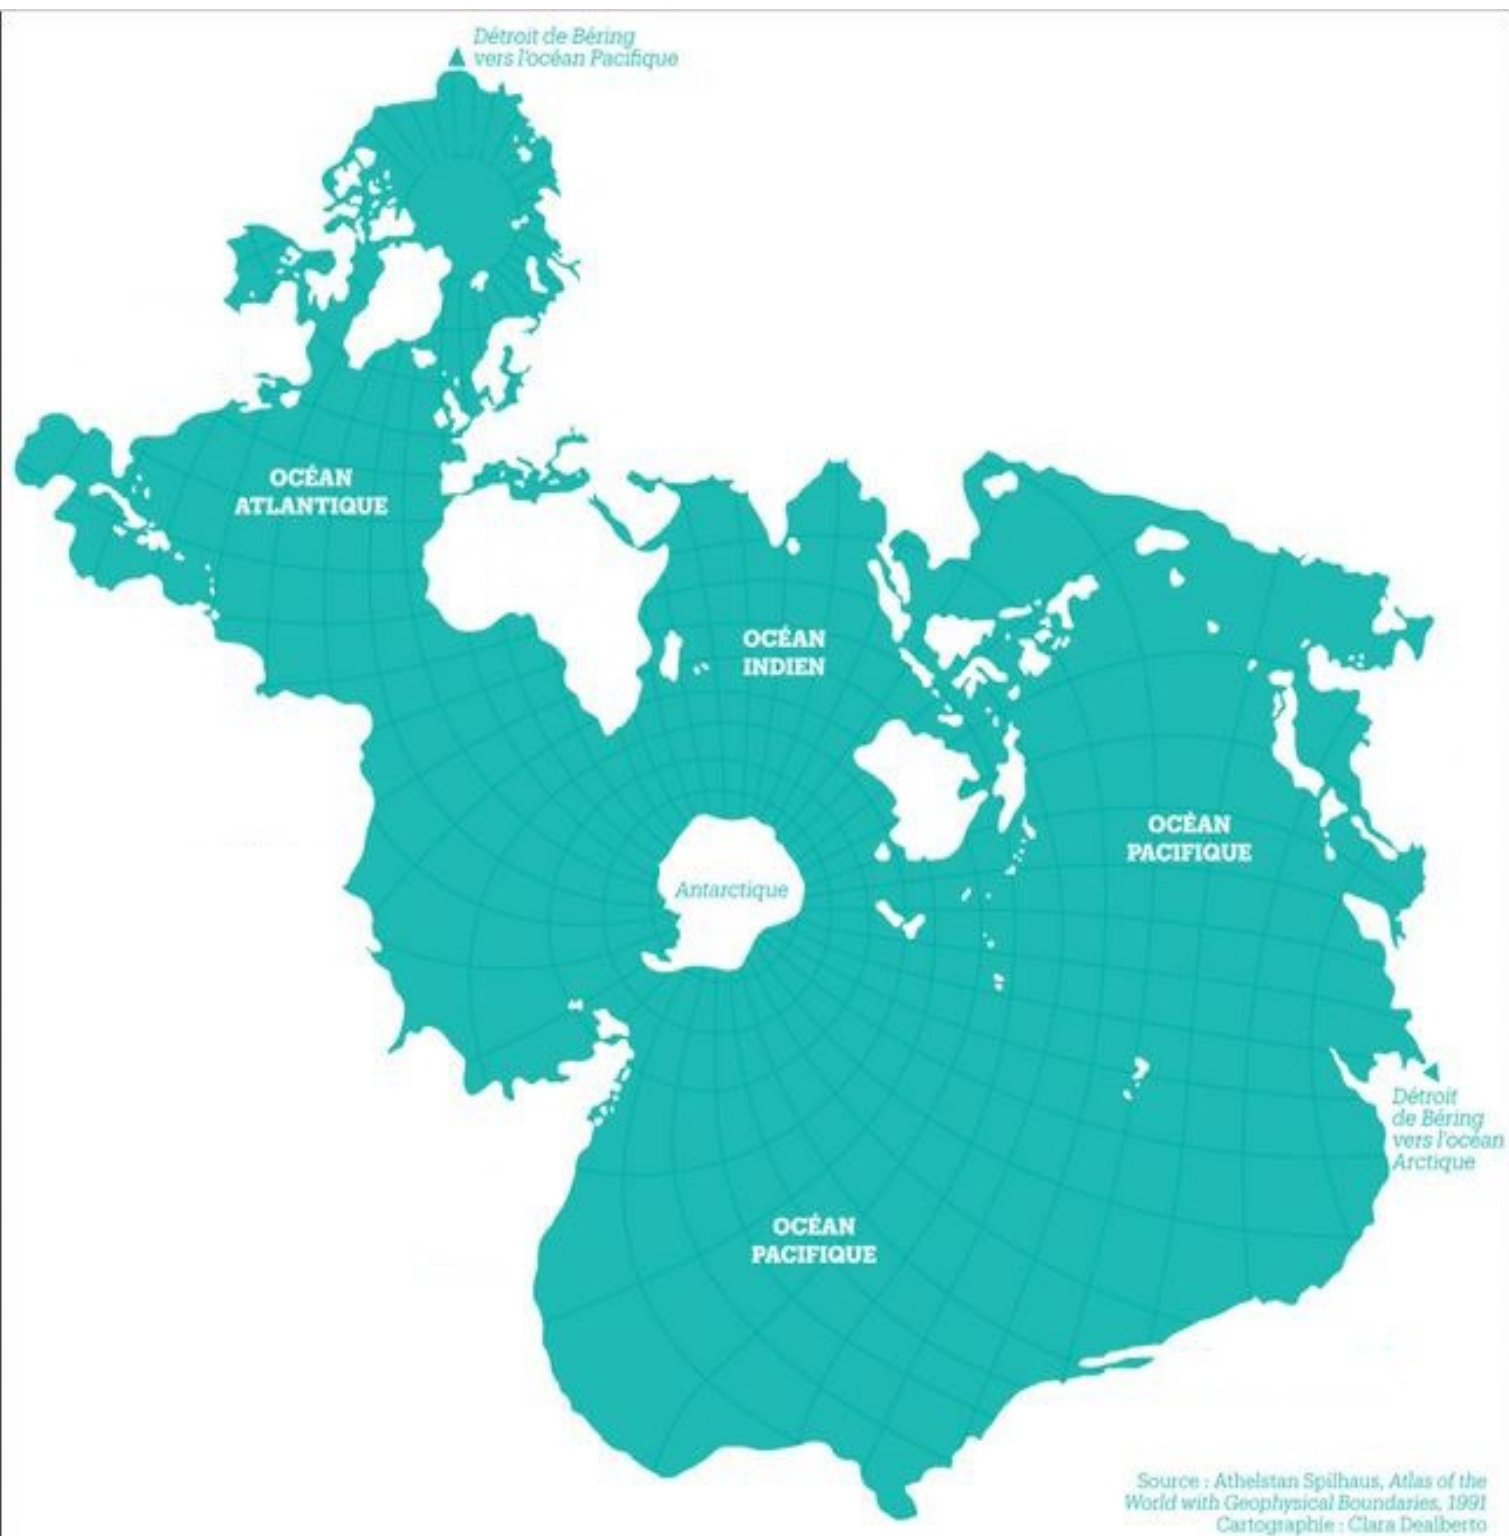 Détroit de Béring
vers l'océan Pacifique
OCÉAN
ATLANTIQUE
OCÉAN
INDIEN
OCÉAN
PACIFIQUE
Antarctique
Détroit
de Béring
vers l'océan
Arctique
OCÉAN
PACIFIQUE
Source : Athelstan Spilhaus, Atlas of the
World with Geophysical Boundaries, 1991
Cartographie : Clara Dealberto